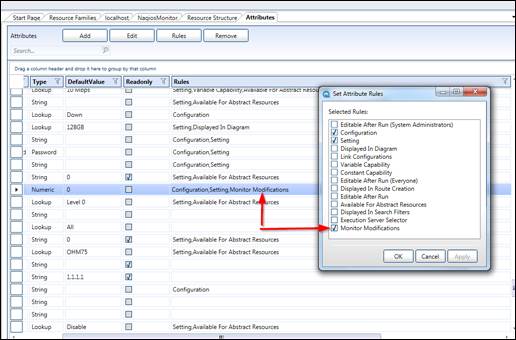 Start Page Resource Families localhost NaqiosMonitor Resource Structure Attributes
Attributes Add Edit Rules Remove
Search...
Drag a column header and drop it here to group by that column
Type DefaultValue Readonly Rules
Lookup 10 Mbps Setting,Variable Capability,Available For Abstract Resources
String Setting,Available For Abstract Resources
Lookup Down Configuration
Lookup 128GB Setting,Displayed In Diagram
String Configuration,Setting
Password Configuration,Setting
String Configuration,Setting
String 0 Setting,Available For Abstract Resources
Numeric 0 Configuration,Setting,Monitor Modifications
Lookup Level 0 Setting,Available For Abstract Resources
String
Lookup All
String 0 Setting,Available For Abstract Resources
Lookup OHM75 Setting,Available For Abstract Resources
String
String 1.1.1.1
String Configuration
String
String
Lookup Disable Setting,Available For Abstract Resources
Set Attribute Rules
Selected Rules:
Editable After Run (System Administrators)
Configuration
Setting
Displayed In Diagram
Link Configurations
Variable Capability
Constant Capability
Editable After Run (Everyone)
Displayed In Route Creation
Editable After Run
Available For Abstract Resources
Displayed In Search Filters
Execution Server Selector
Monitor Modifications
OK Cancel Apply